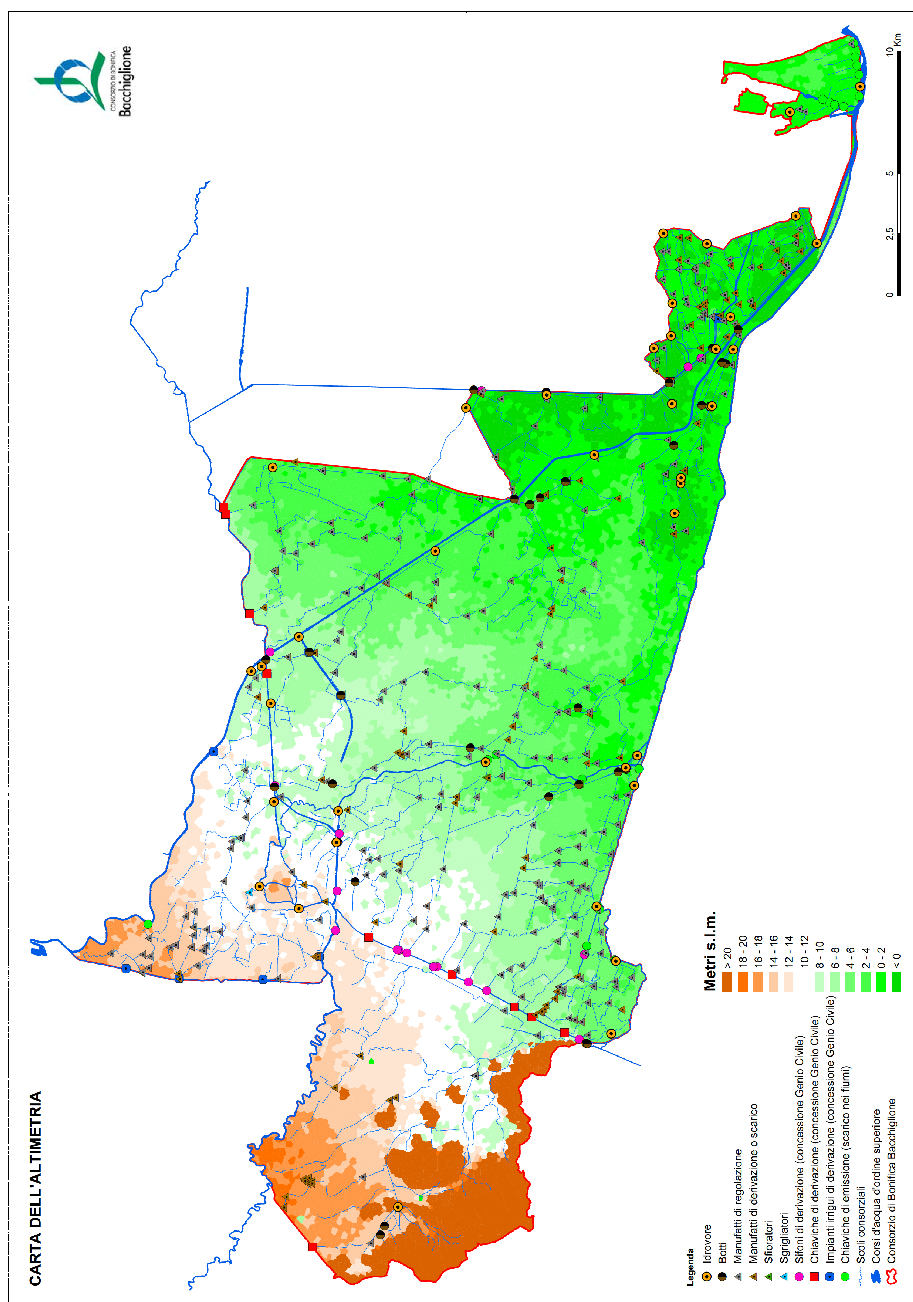 CARTA DELL'ALTIMETRIA
CONSORZIO DI BONIFICA
Bacchiglione
Legenda
Idrovore
Botti
Manufatti di regolazione
Manufatti di derivazione o scarico
Sfioratori
Sgrigliatori
Sifoni di derivazione (concessione Genio Civile)
Chiaviche di derivazione (concessione Genio Civile)
Impianti irrigui di derivazione (concessione Genio Civile)
Chiaviche di emissione (scarico nei fiumi)
Scoli consorziali
Corsi d'acqua d'ordine superiore
Consorzio di Bonifica Bacchiglione
Metri s.l.m.
> 20
18 - 20
16 - 18
14 - 16
12 - 14
10 - 12
8 - 10
6 - 8
4 - 6
2 - 4
0 - 2
< 0
0 2.5 5 10
Km